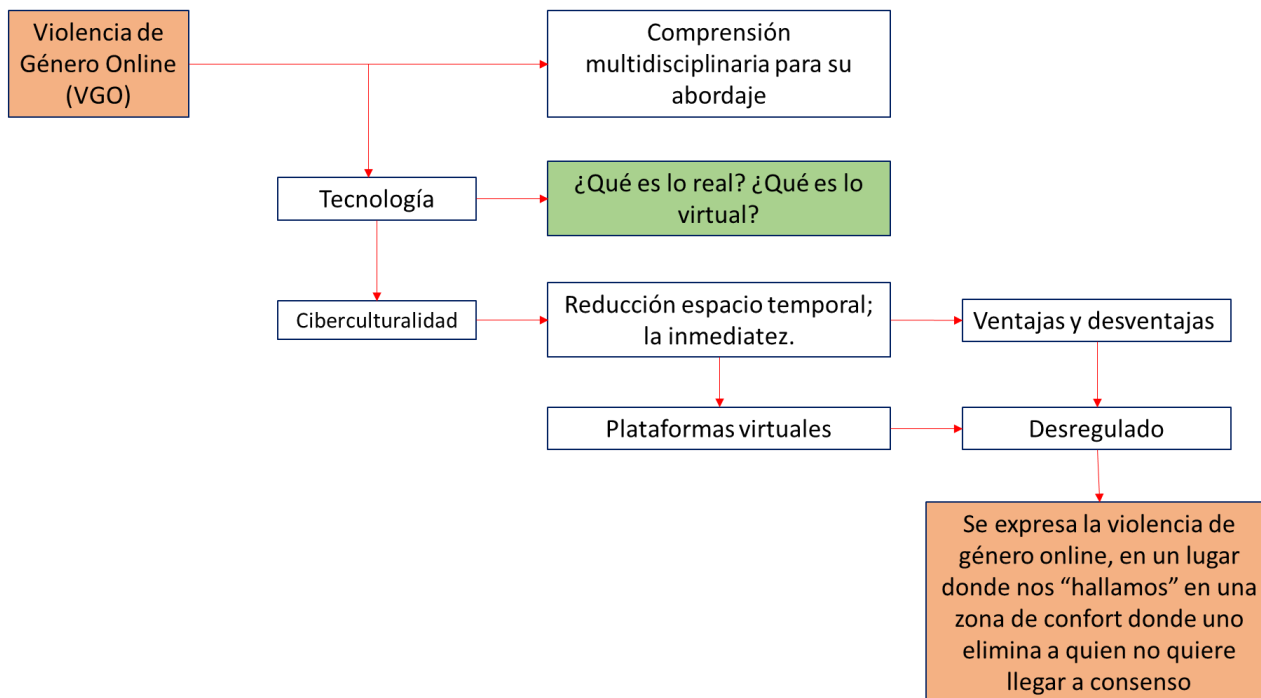 Violencia de
Género Online
(VGO)
Comprensión
multidisciplinaria para su
abordaje
Tecnología
¿Qué es lo real? ¿Qué es lo
virtual?
Ciberculturalidad
Reducción espacio temporal;
la inmediatez.
Ventajas y desventajas
Plataformas virtuales
Desregulado
Se expresa la violencia de
género online, en un lugar
donde nos “hallamos” en una
zona de confort donde uno
elimina a quien no quiere
llegar a consenso